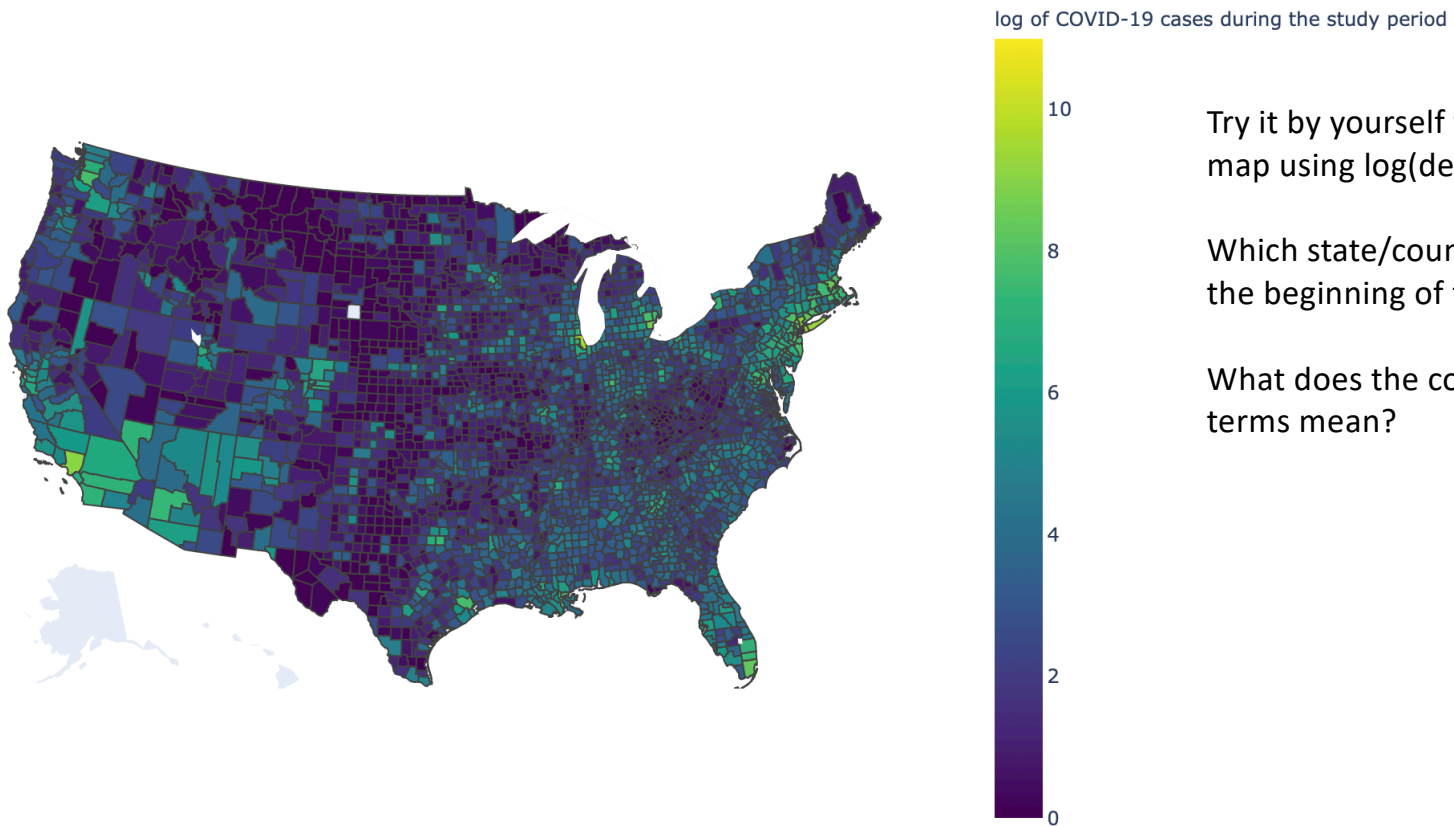 log of COVID-19 cases during the study period
10
8
6
4
2
0
Try it by yourself
map using log(de
Which state/coun
the beginning of
What does the co
terms mean?